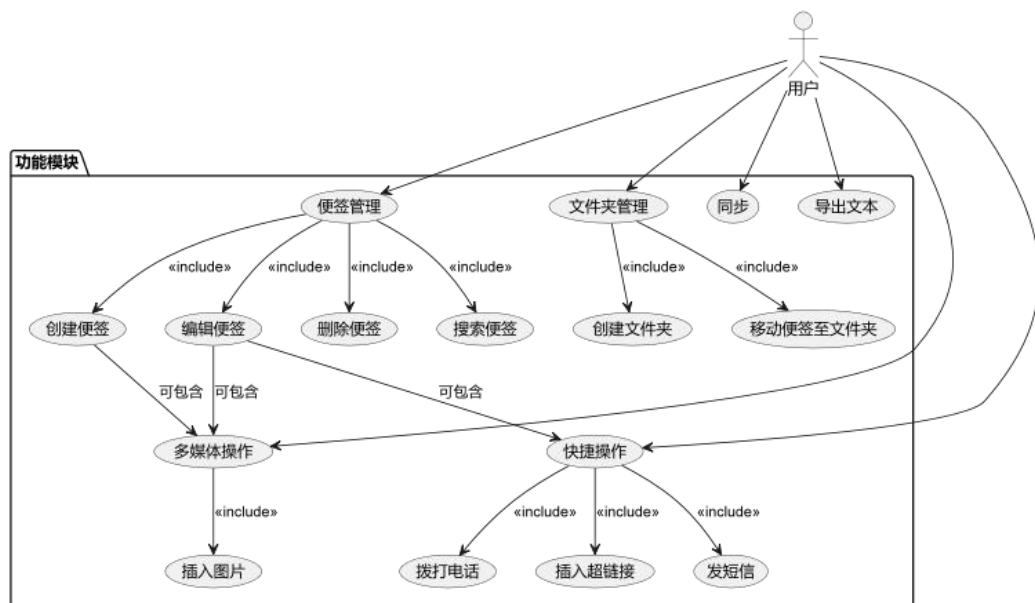 用户
功能模块
便签管理
文件夹管理
同步
导出文本
«include»
«include»
«include»
«include»
«include»
«include»
创建便签
编辑便签
删除便签
搜索便签
创建文件夹
移动便签至文件夹
可包含
可包含
可包含
多媒体操作
快捷操作
«include»
«include»
«include»
«include»
插入图片
拨打电话
插入超链接
发短信